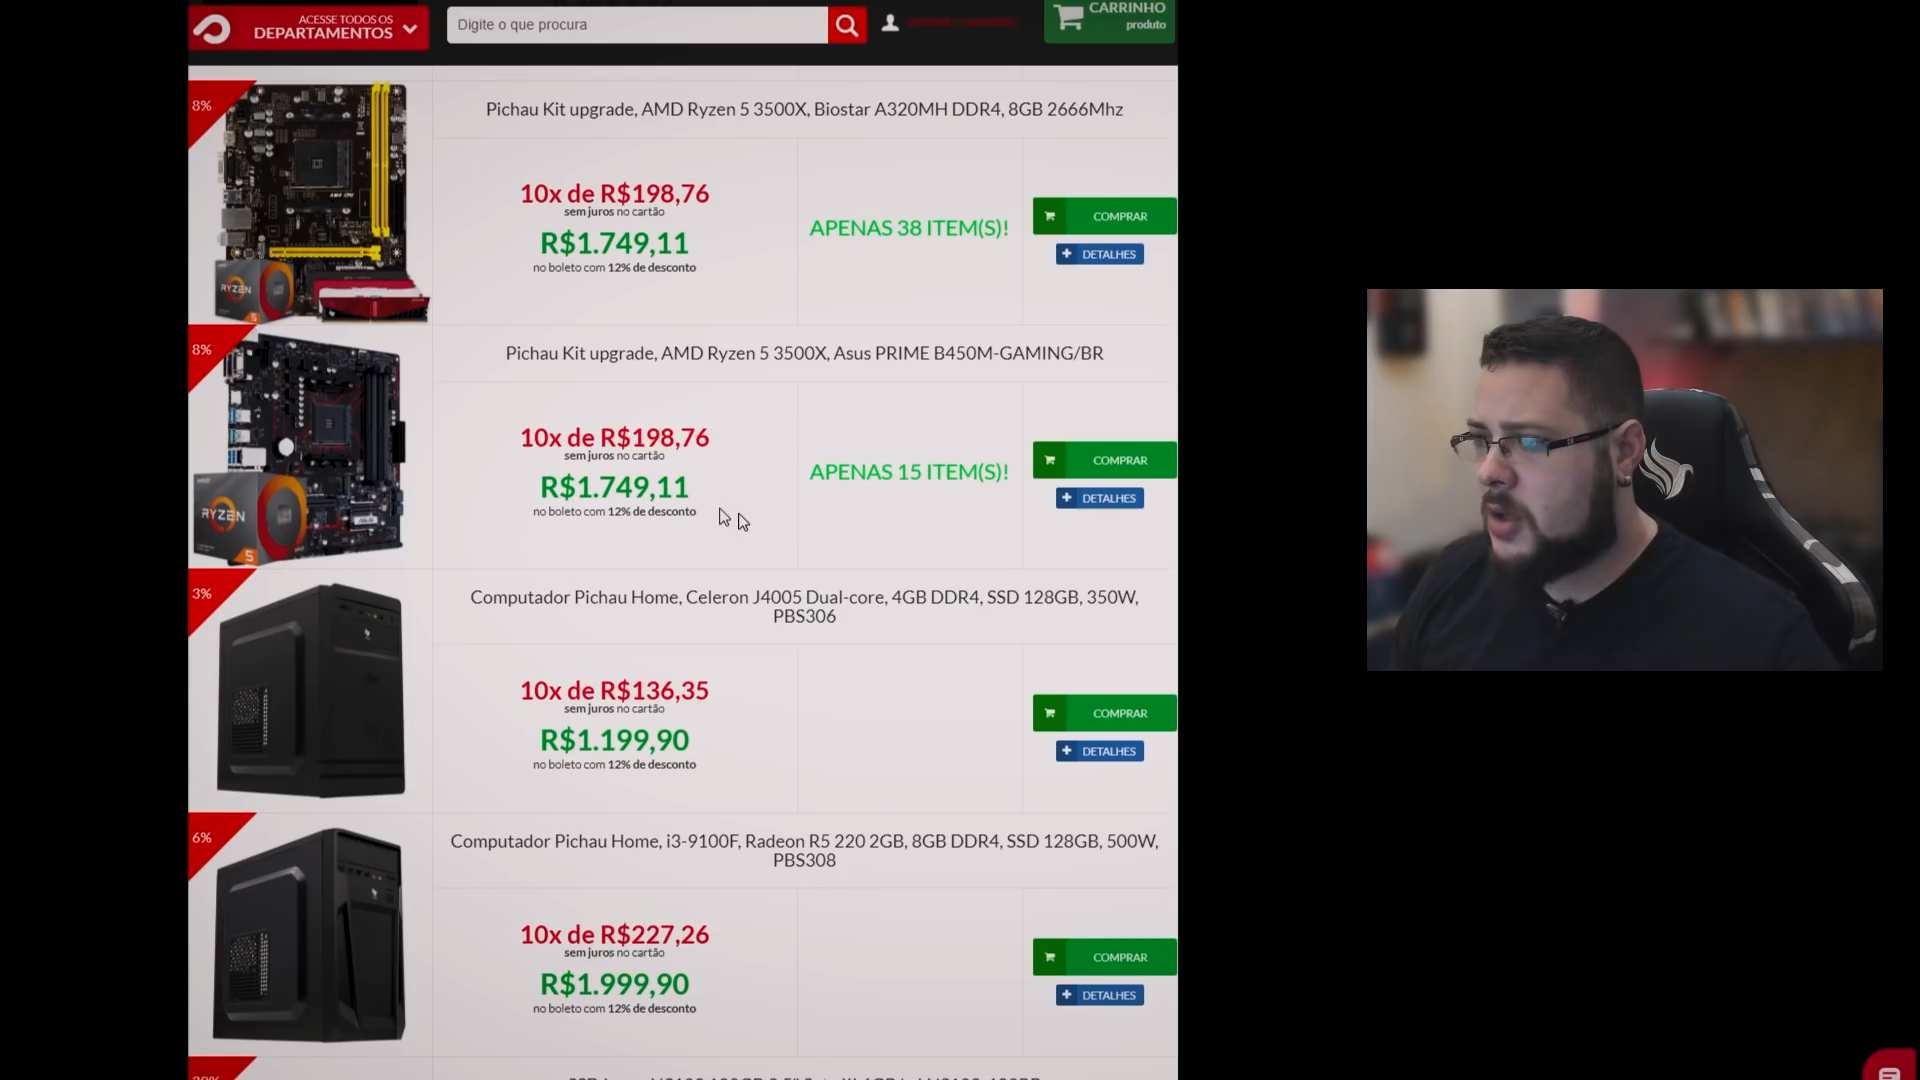 ACESSE TODOS OS
DEPARTAMENTOS
Digite o que procura
CARRINHO
produto
8%
Pichau Kit upgrade, AMD Ryzen 5 3500X, Biostar A320MH DDR4, 8GB 2666Mhz
10x de R$198,76
sem juros no cartão
R$1.749,11
no boleto com 12% de desconto
APENAS 38 ITEM(S)!
COMPRAR
DETALHES
RYZEN
5
8%
Pichau Kit upgrade, AMD Ryzen 5 3500X, Asus PRIME B450M-GAMING/BR
10x de R$198,76
sem juros no cartão
R$1.749,11
no boleto com 12% de desconto
APENAS 15 ITEM(S)!
COMPRAR
DETALHES
RYZEN
5
3%
Computador Pichau Home, Celeron J4005 Dual-core, 4GB DDR4, SSD 128GB, 350W,
PBS306
10x de R$136,35
sem juros no cartão
R$1.199,90
no boleto com 12% de desconto
COMPRAR
DETALHES
6%
Computador Pichau Home, i3-9100F, Radeon R5 220 2GB, 8GB DDR4, SSD 128GB, 500W,
PBS308
10x de R$227,26
sem juros no cartão
R$1.999,90
no boleto com 12% de desconto
COMPRAR
DETALHES